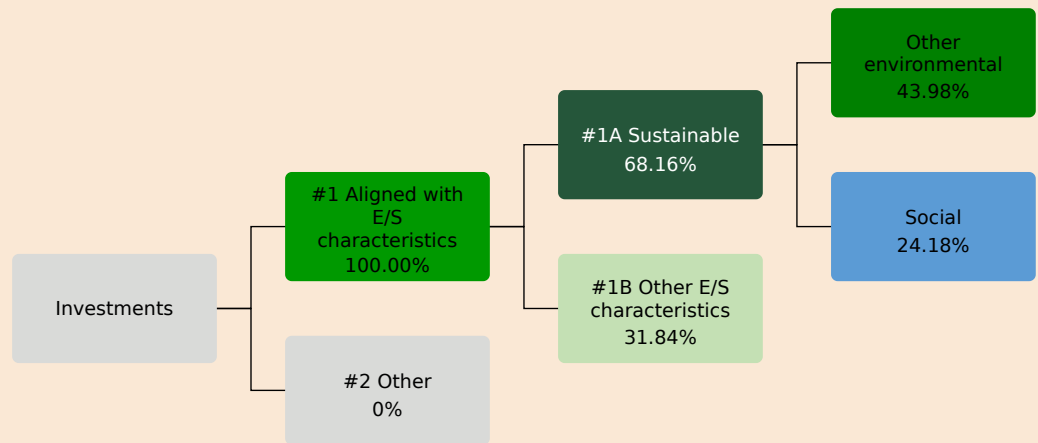 Investments
#1 Aligned with
E/S
characteristics
100.00%
#2 Other
0%
#1A Sustainable
68.16%
#1B Other E/S
characteristics
31.84%
Other
environmental
43.98%
Social
24.18%